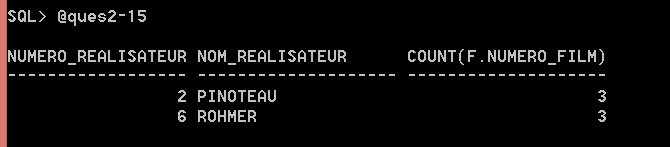 SQL> @ques2-15
NUMERO_REALISATEUR NOM_REALISATEUR COUNT(F.NUMERO_FILM)
------------------ -------------------- --------------------
2 PINOTEAU 3
6 ROHMER 3